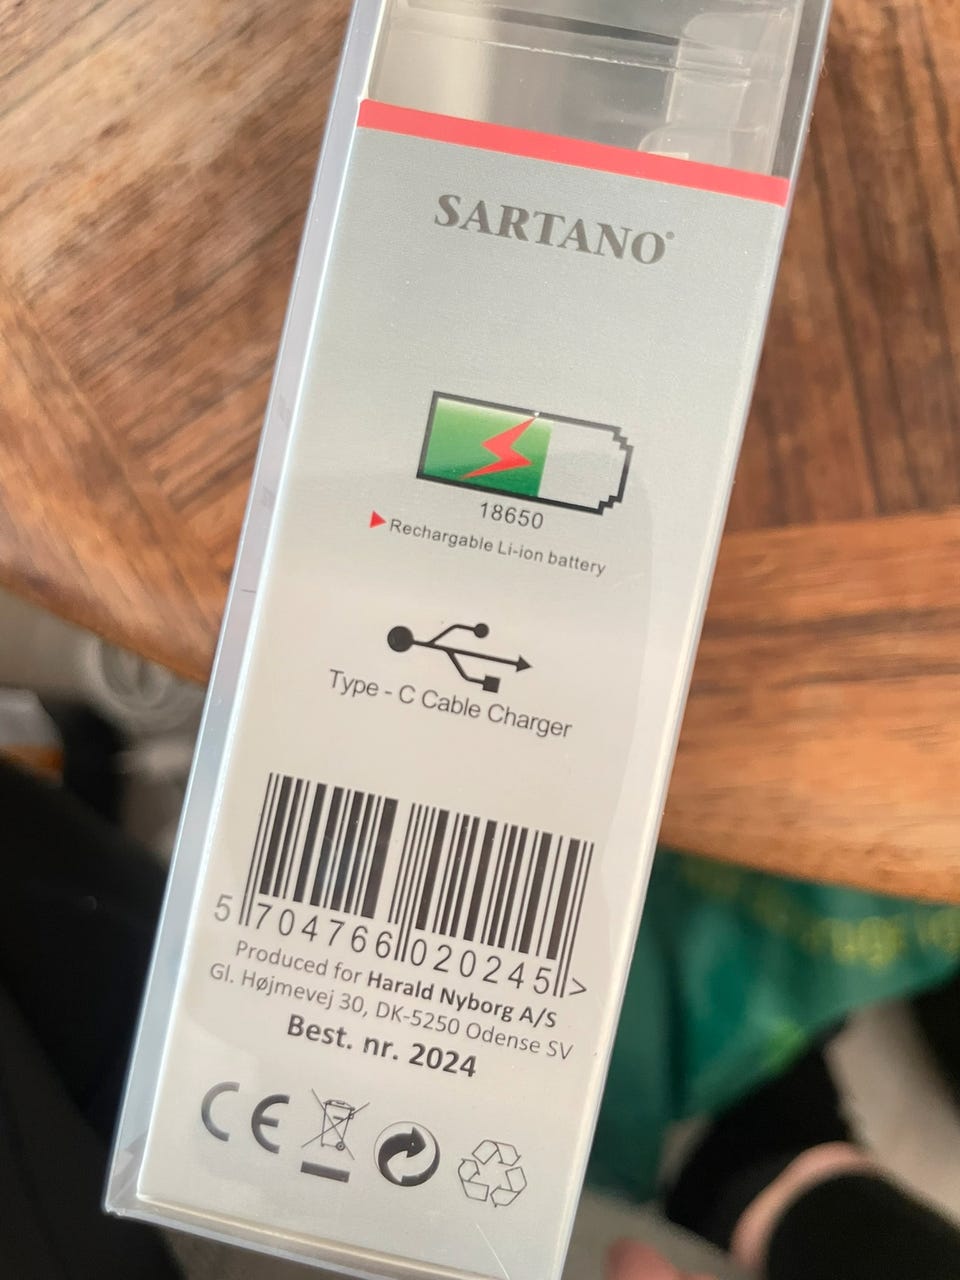 SARTANO®
18650
Rechargable Li-ion battery
Type - C Cable Charger
5 704766 020245 >
Produced for Harald Nyborg A/S
Gl. Højmevej 30, DK-5250 Odense SV
Best. nr. 2024
CE